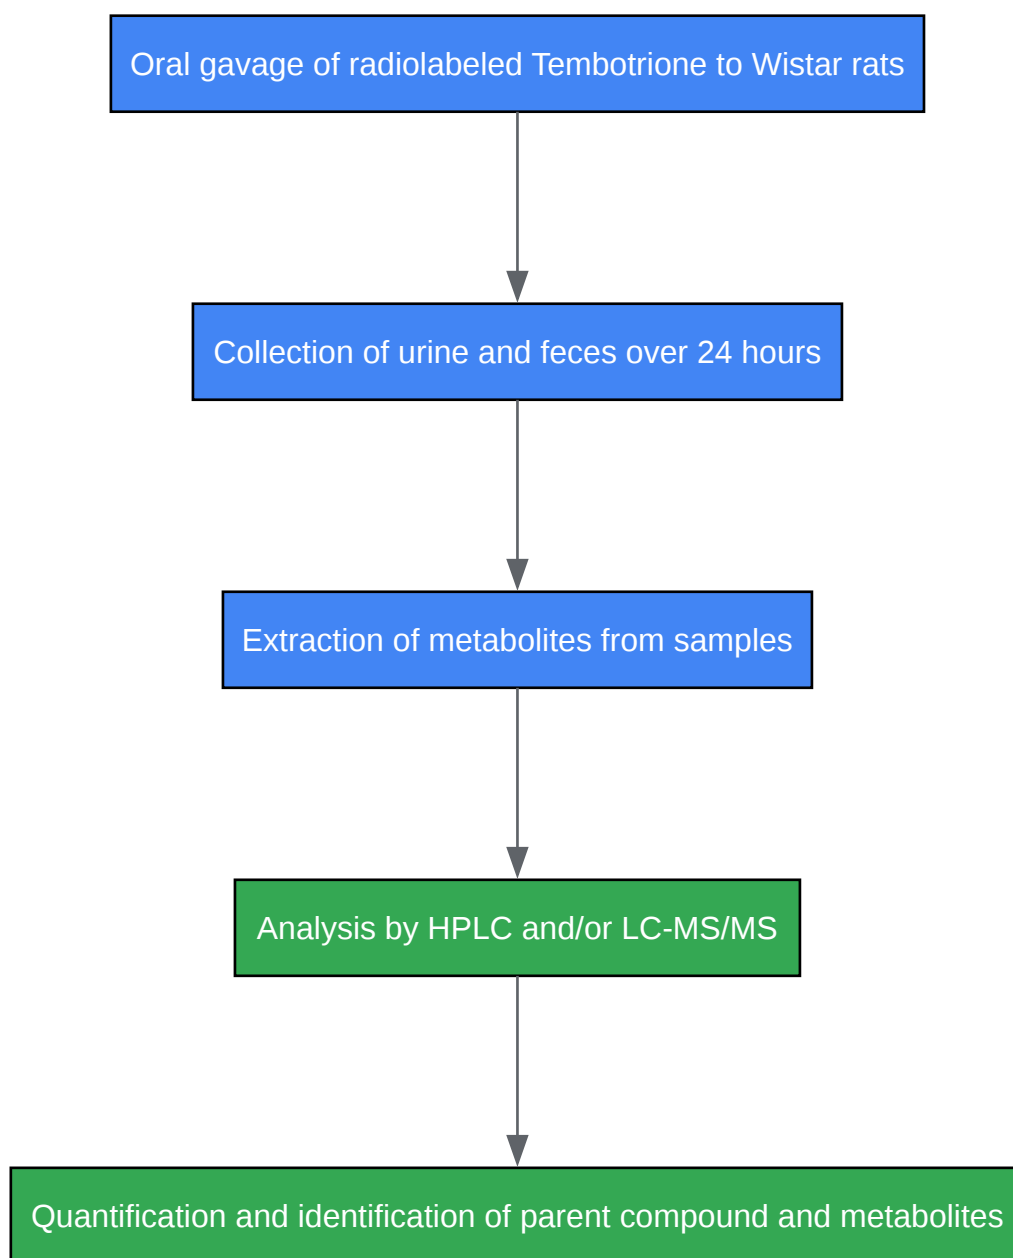 Oral gavage of radiolabeled Tembotrione to Wistar rats
Collection of urine and feces over 24 hours
Extraction of metabolites from samples
Analysis by HPLC and/or LC-MS/MS
Quantification and identification of parent compound and metabolites